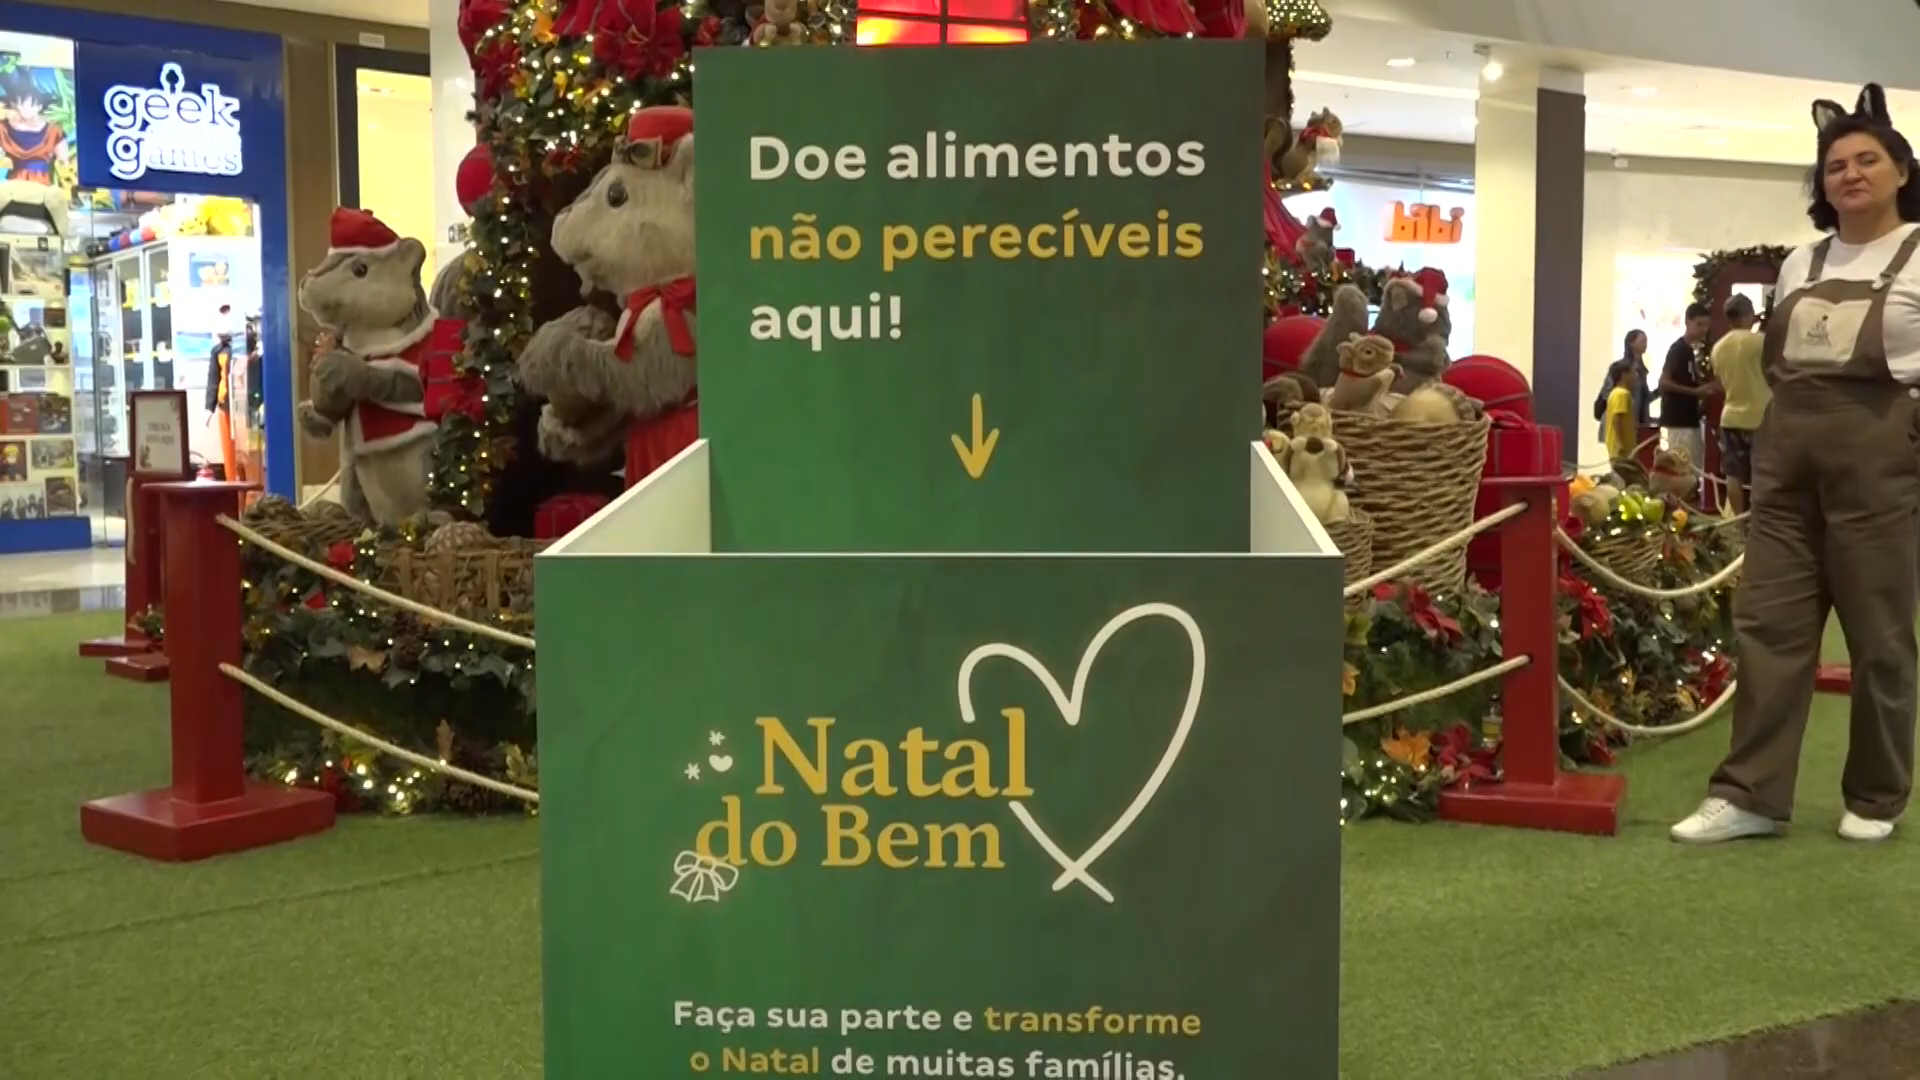 geek
games
Doe alimentos
não perecíveis
aqui!
bibi
Natal
do Bem
Faça sua parte e transforme
o Natal de muitas famílias.